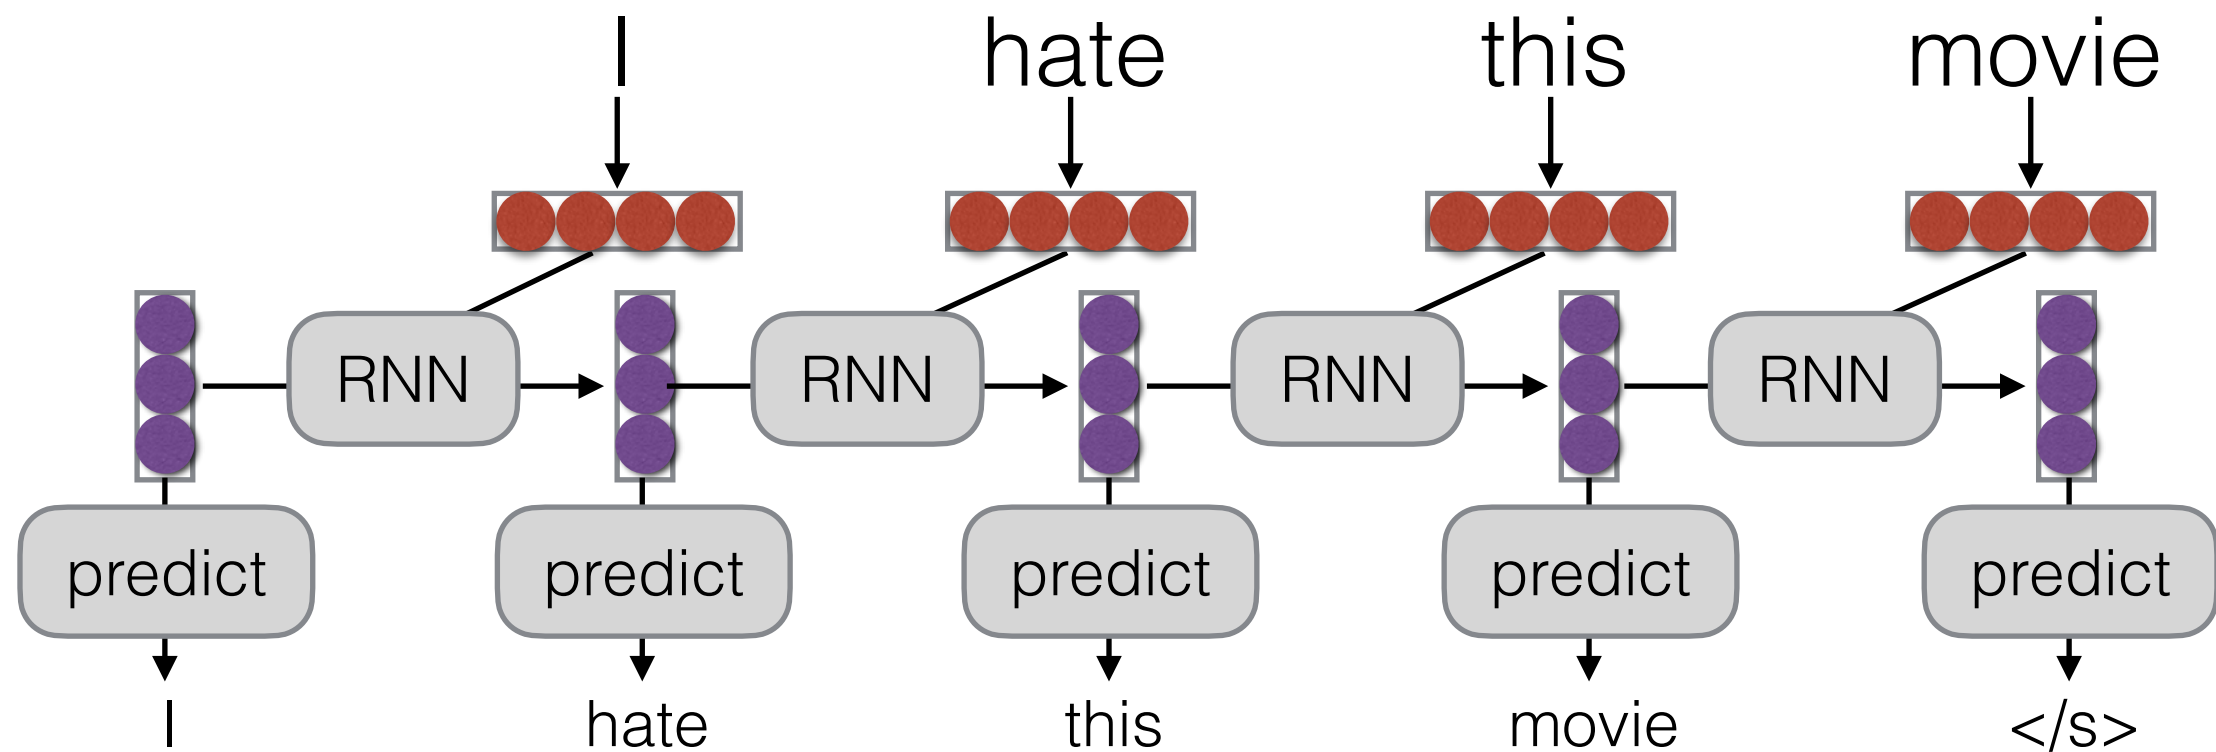 I hate this movie
RNN RNN RNN RNN
predict predict predict predict predict
I hate this movie </s>